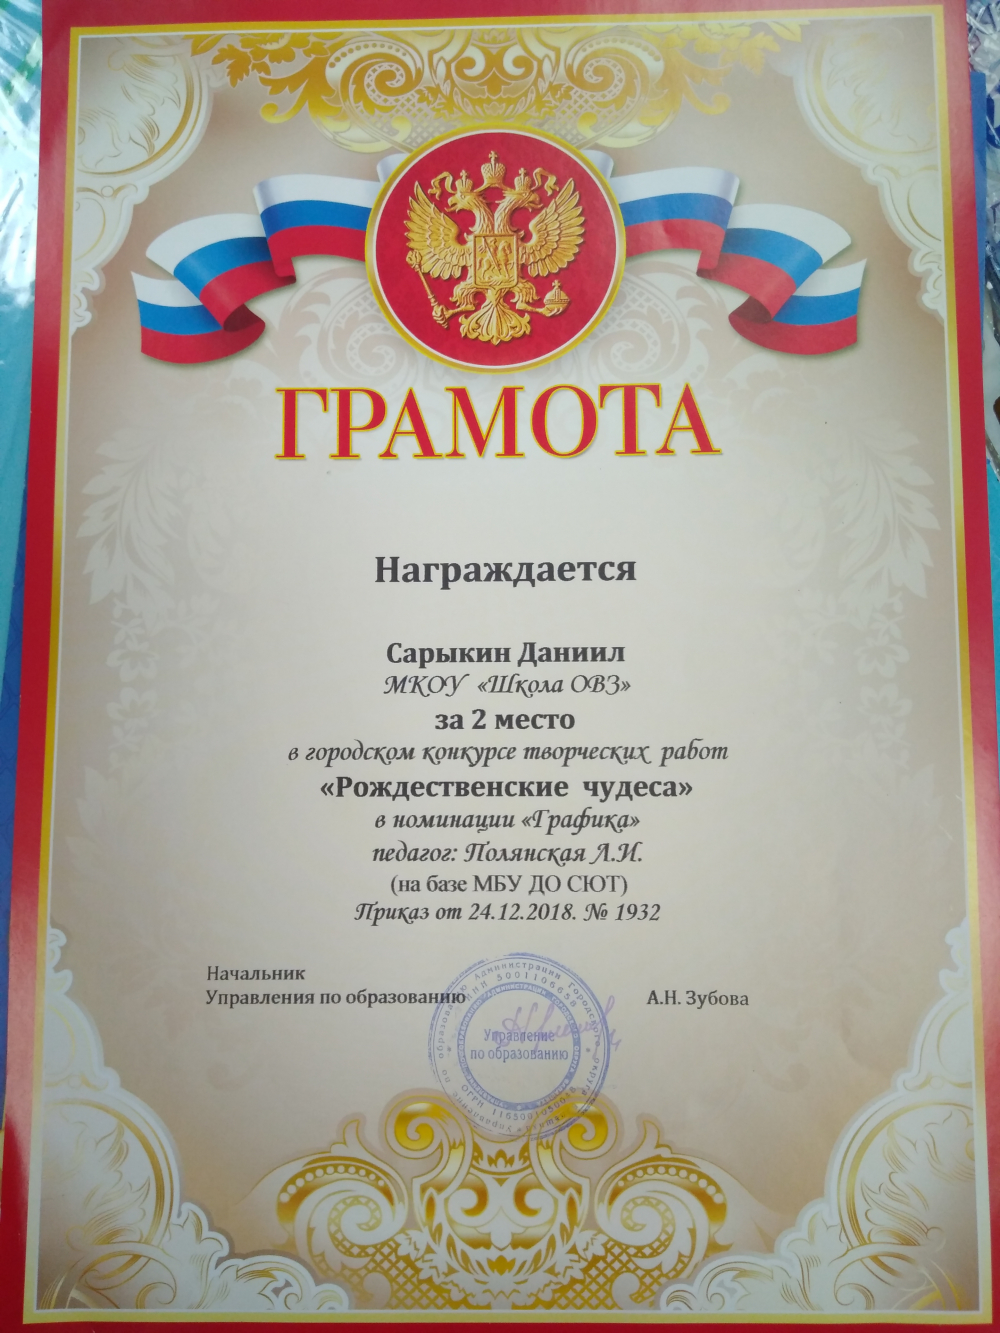 ГРАМОТА
Награждается
Сарыкин Даниил
МКОУ «Школа ОВЗ»
за 2 место
в городском конкурсе творческих работ
«Рождественские чудеса»
в номинации «Графика»
педагог: Полянская Л.И.
(на базе МБУ ДО СЮТ)
Приказ от 24.12.2018. № 1932
Начальник
Управления по образованию
А.Н. Зубова
Управление
по образованию